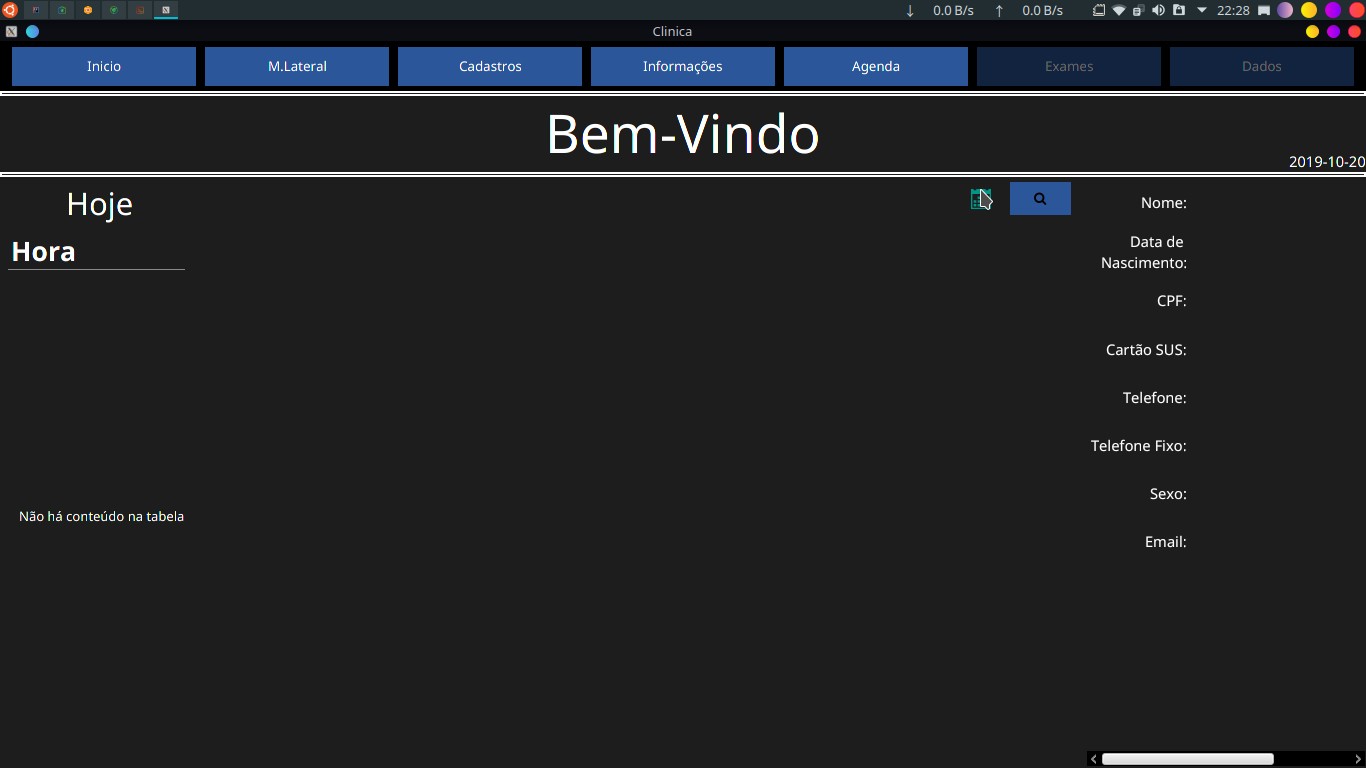 ↓ 0.0 B/s ↑ 0.0 B/s 22:28
Clinica
Inicio M.Lateral Cadastros Informações Agenda Exames Dados
Bem-Vindo
2019-10-20
Hoje
Hora
Não há conteúdo na tabela
Nome:
Data de
Nascimento:
CPF:
Cartão SUS:
Telefone:
Telefone Fixo:
Sexo:
Email: